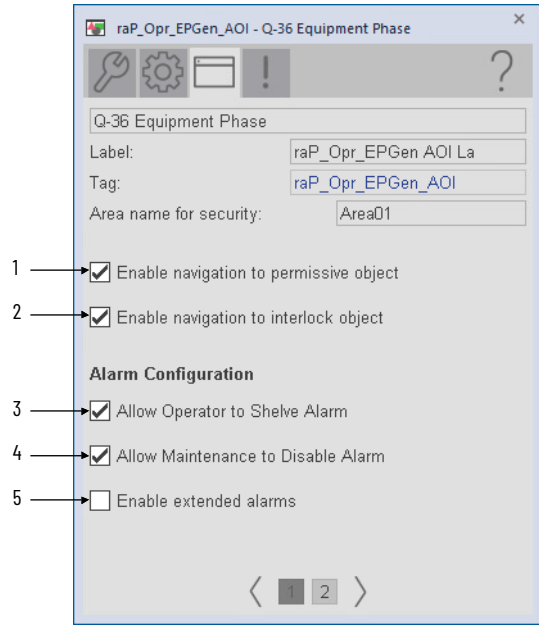 raP_Opr_EPGen_AOI - Q-36 Equipment Phase
Q-36 Equipment Phase
Label: raP_Opr_EPGen AOI La
Tag: raP_Opr_EPGen_AOI
Area name for security: Area01
1 Enable navigation to permissive object
2 Enable navigation to interlock object
Alarm Configuration
3 Allow Operator to Shelve Alarm
4 Allow Maintenance to Disable Alarm
5 Enable extended alarms
1 2